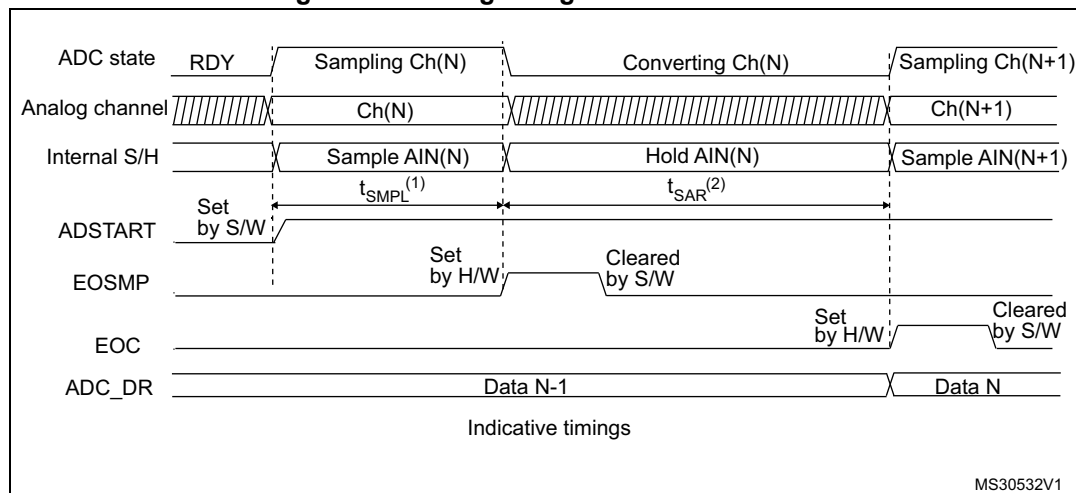 ADC state RDY Sampling Ch(N) Converting Ch(N) Sampling Ch(N+1)
Analog channel Ch(N) Ch(N+1)
Internal S/H Sample AIN(N) Hold AIN(N) Sample AIN(N+1)
tSMPL(1) tSAR(2)
Set
by S/W
ADSTART
Set
by H/W
Cleared
by S/W
EOSMP
Set
by H/W
Cleared
by S/W
EOC
ADC_DR Data N-1 Data N
Indicative timings
MS30532V1